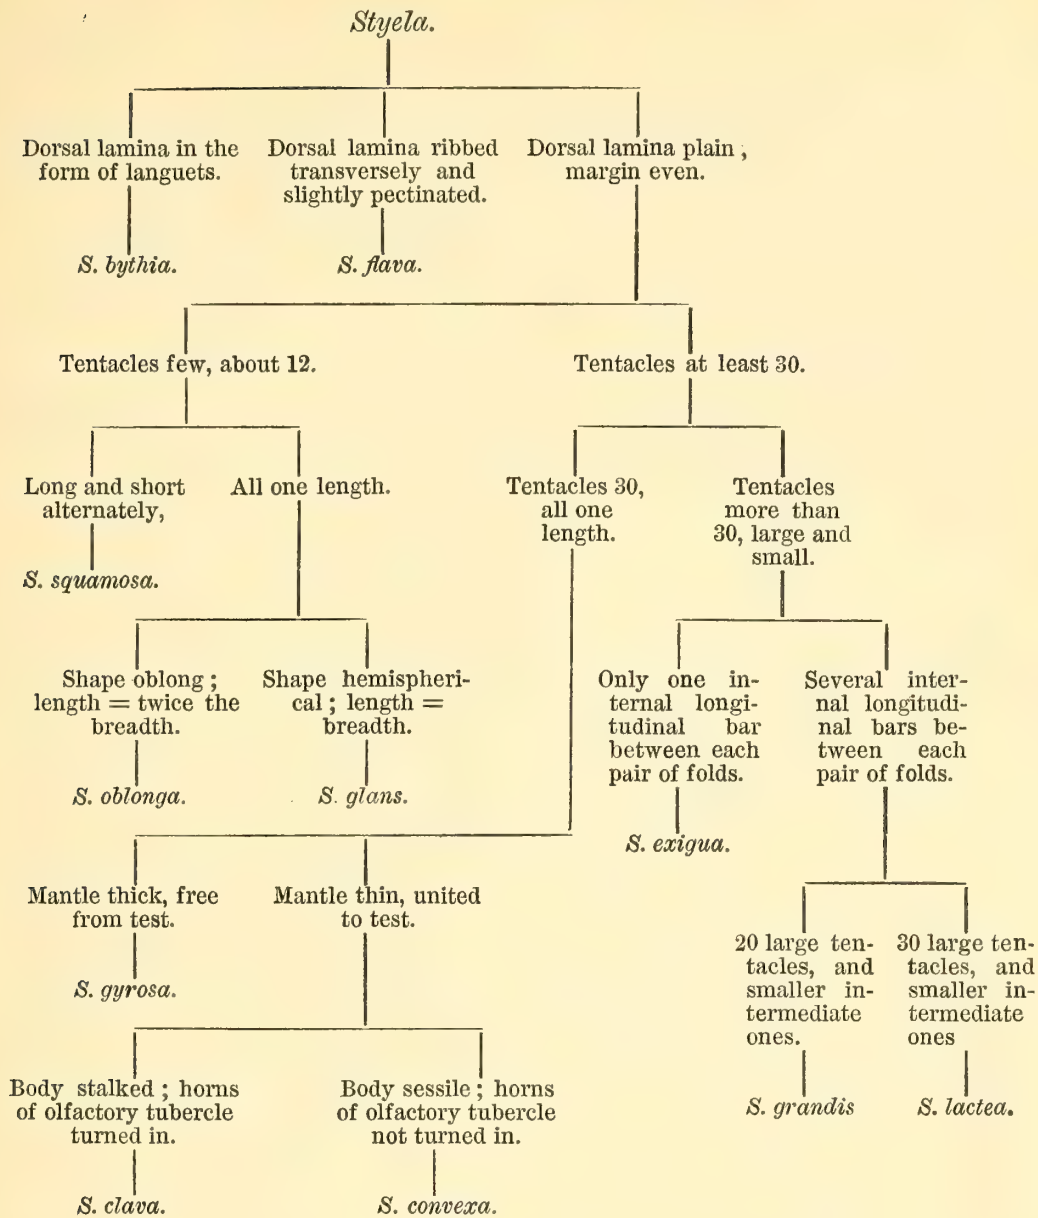 Styela.
Dorsal lamina in the
form of languets.
Dorsal lamina ribbed
transversely and
slightly pectinated.
Dorsal lamina plain ;
margin even.
S. bythia.
S. flava.
Tentacles few, about 12.
Tentacles at least 30.
Long and short
alternately,
All one length.
Tentacles 30,
all one
length.
Tentacles
more than
30, large and
small.
S. squamosa.
Shape oblong ;
length = twice the
breadth.
Shape hemispheri-
cal ; length =
breadth.
Only one in-
ternal longi-
tudinal bar
between each
pair of folds.
Several inter-
nal longitudi-
nal bars be-
tween each
pair of folds.
S. oblonga.
S. glans.
S. exigua.
Mantle thick, free
from test.
Mantle thin, united
to test.
20 large ten-
tacles, and
smaller in-
termediate
ones.
30 large ten-
tacles, and
smaller in-
termediate
ones
S. gyrosa.
Body stalked ; horns
of olfactory tubercle
turned in.
Body sessile ; horns
of olfactory tubercle
not turned in.
S. grandis
S. lactea.
S. clava.
S. convexa.